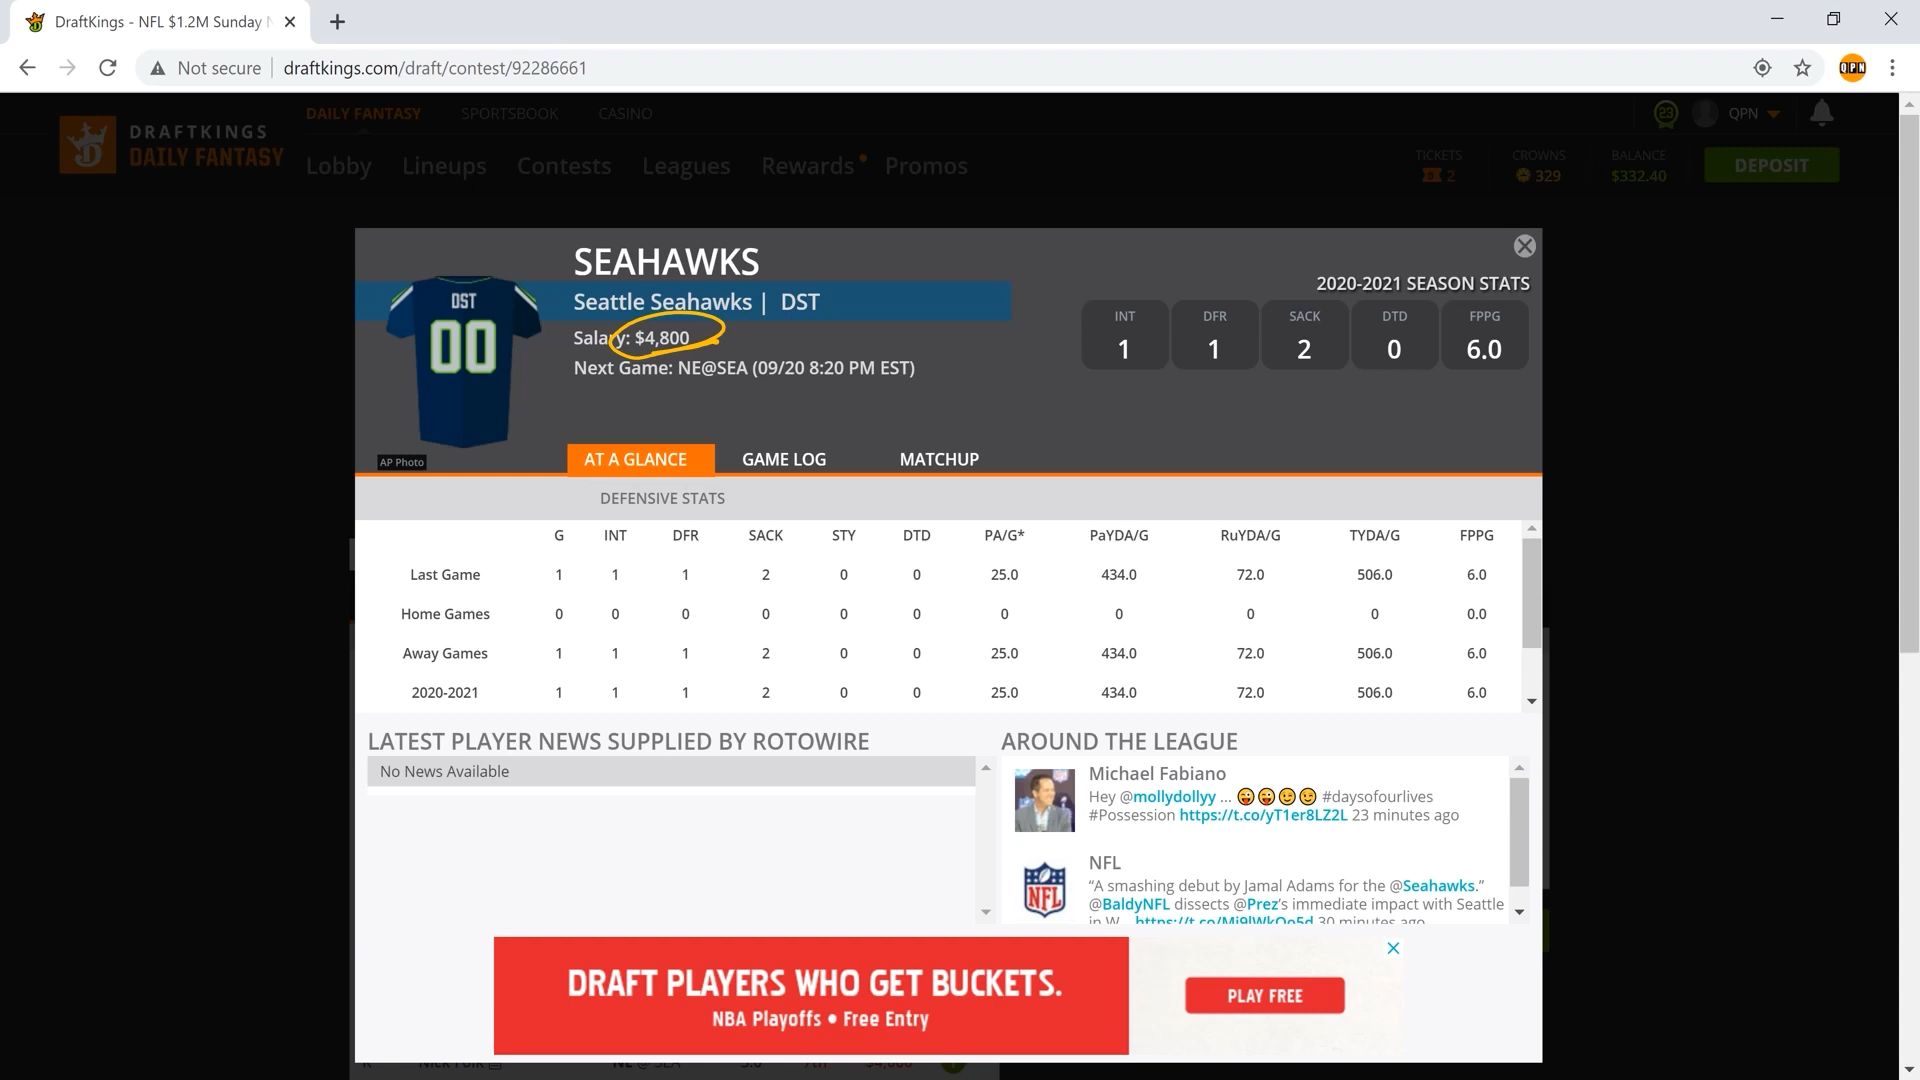 DraftKings - NFL $1.2M Sunday N
Not secure
draftkings.com/draft/contest/92286661
QPN
DAILY FANTASY
SPORTSBOOK
CASINO
23
QPN
DRAFTKINGS
DAILY FANTASY
Lobby
Lineups
Contests
Leagues
Rewards
Promos
TICKETS
2
CROWNS
329
BALANCE
$332.40
DEPOSIT
SEAHAWKS
Seattle Seahawks | DST
Salary: $4,800
Next Game: NE@SEA (09/20 8:20 PM EST)
DST
00
AP Photo
2020-2021 SEASON STATS
INT DFR SACK DTD FPPG
1 1 2 0 6.0
AT A GLANCE
GAME LOG
MATCHUP
DEFENSIVE STATS
G INT DFR SACK STY DTD PA/G* PaYDA/G RuYDA/G TYDA/G FPPG
Last Game 1 1 1 2 0 0 25.0 434.0 72.0 506.0 6.0
Home Games 0 0 0 0 0 0 0 0 0 0 0.0
Away Games 1 1 1 2 0 0 25.0 434.0 72.0 506.0 6.0
2020-2021 1 1 1 2 0 0 25.0 434.0 72.0 506.0 6.0
LATEST PLAYER NEWS SUPPLIED BY ROTOWIRE
No News Available
AROUND THE LEAGUE
Michael Fabiano
Hey @mollydollyy ... 😜😜😉😉 #daysofourlives
#Possession https://t.co/yT1er8LZ2L 23 minutes ago
NFL
NFL
“A smashing debut by Jamal Adams for the @Seahawks.”
@BaldyNFL dissects @Prez’s immediate impact with Seattle
in W… 30 minutes ago
DRAFT PLAYERS WHO GET BUCKETS.
NBA Playoffs • Free Entry
PLAY FREE